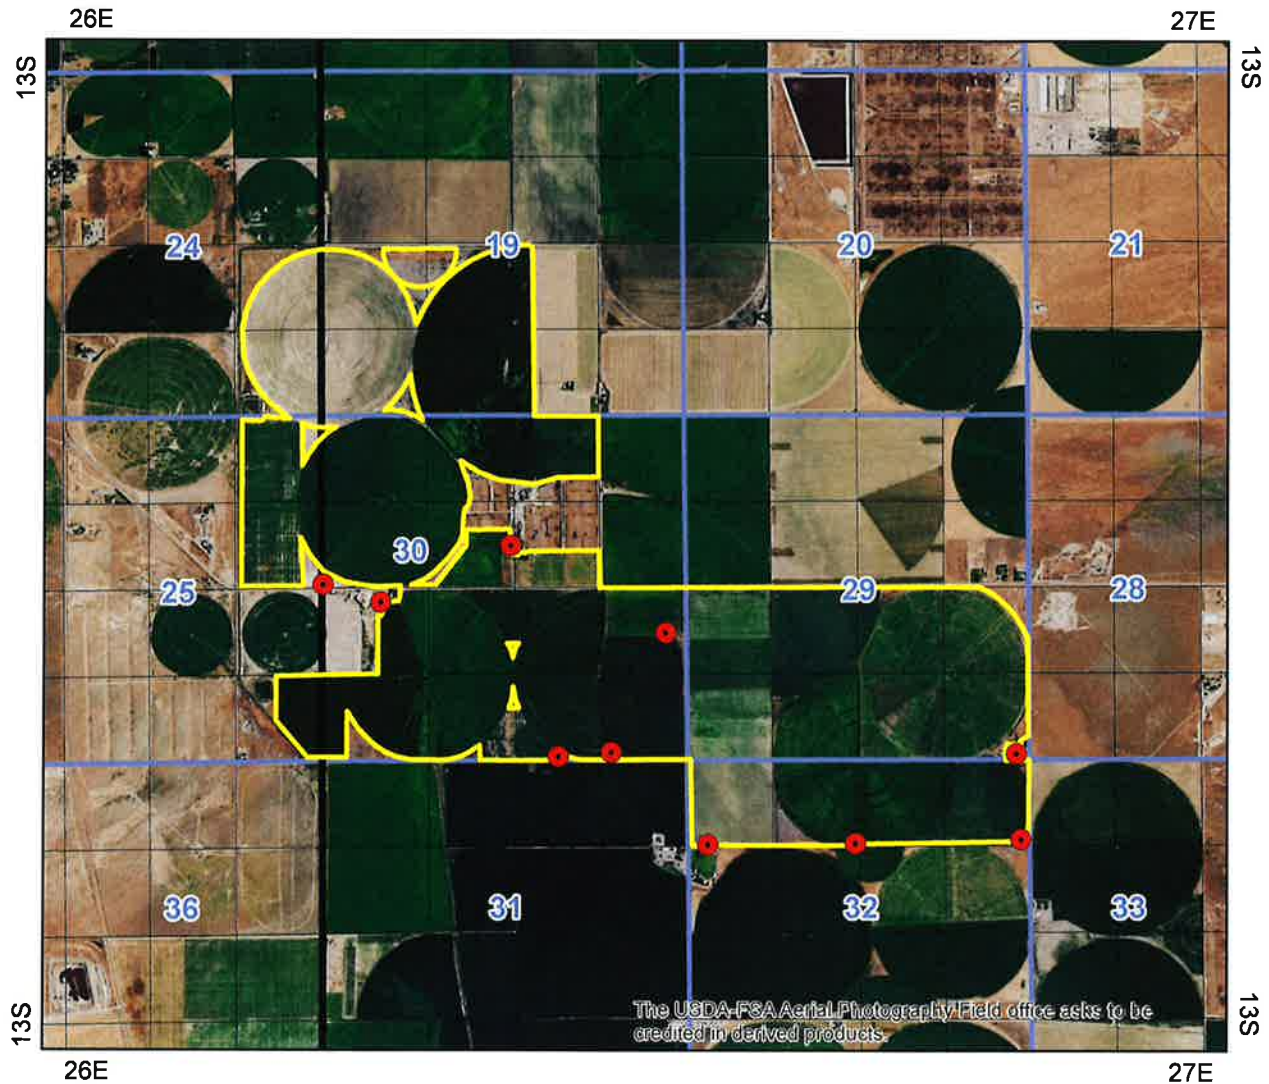 26E 27E
13S 13S
24 19 20 21
30
25 29 28
36 31 32 33
The USDA-FSA Aerial Photography Field office asks to be
credited in derived products.
13S 13S
26E 27E